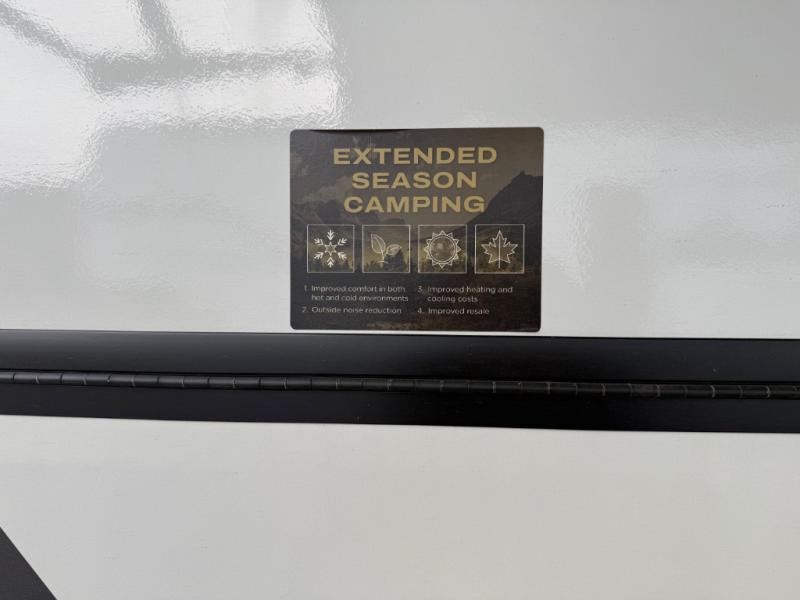 EXTENDED
SEASON
CAMPING
1. Improved comfort in both
hot and cold environments
2. Outside noise reduction
3. Improved heating and
cooling costs
4. Improved resale